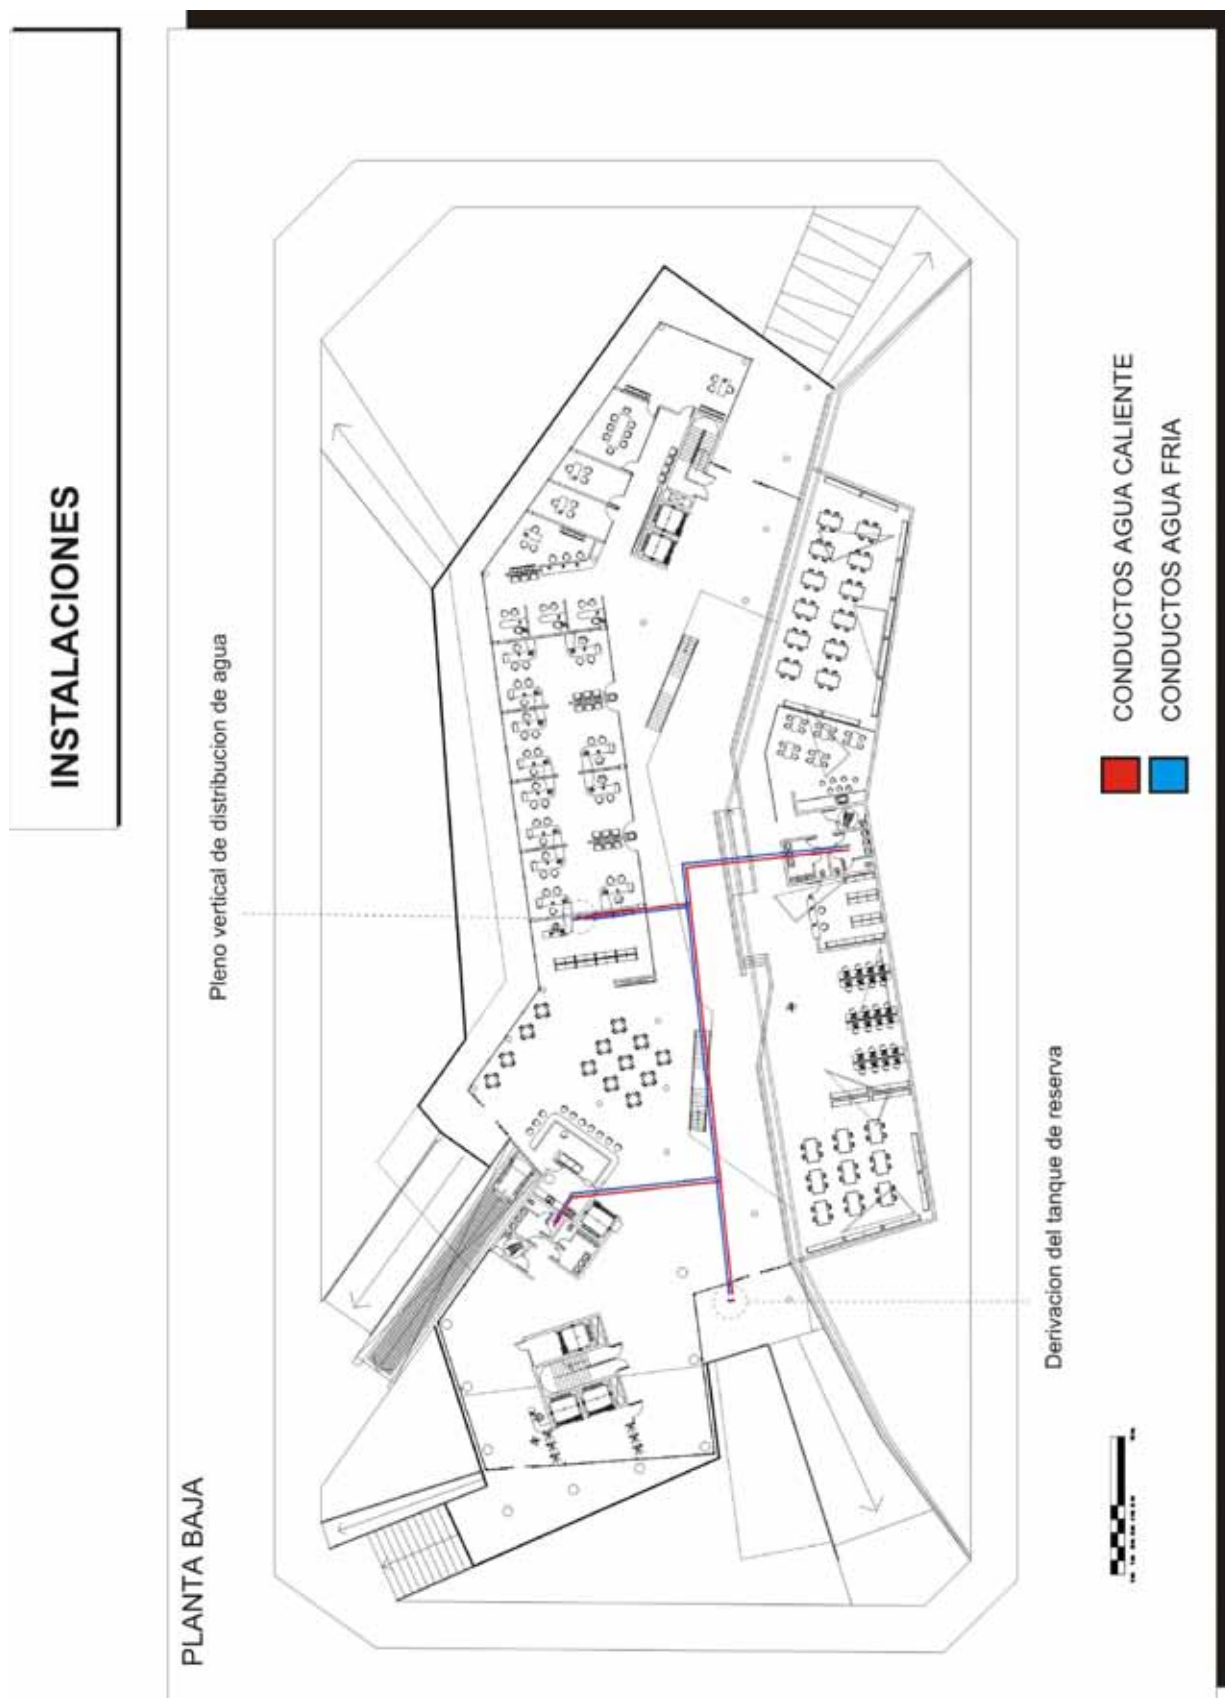 INSTALACIONES
PLANTA BAJA
Pleno vertical de distribucion de agua
Derivacion del tanque de reserva
CONDUCTOS AGUA CALIENTE
CONDUCTOS AGUA FRIA